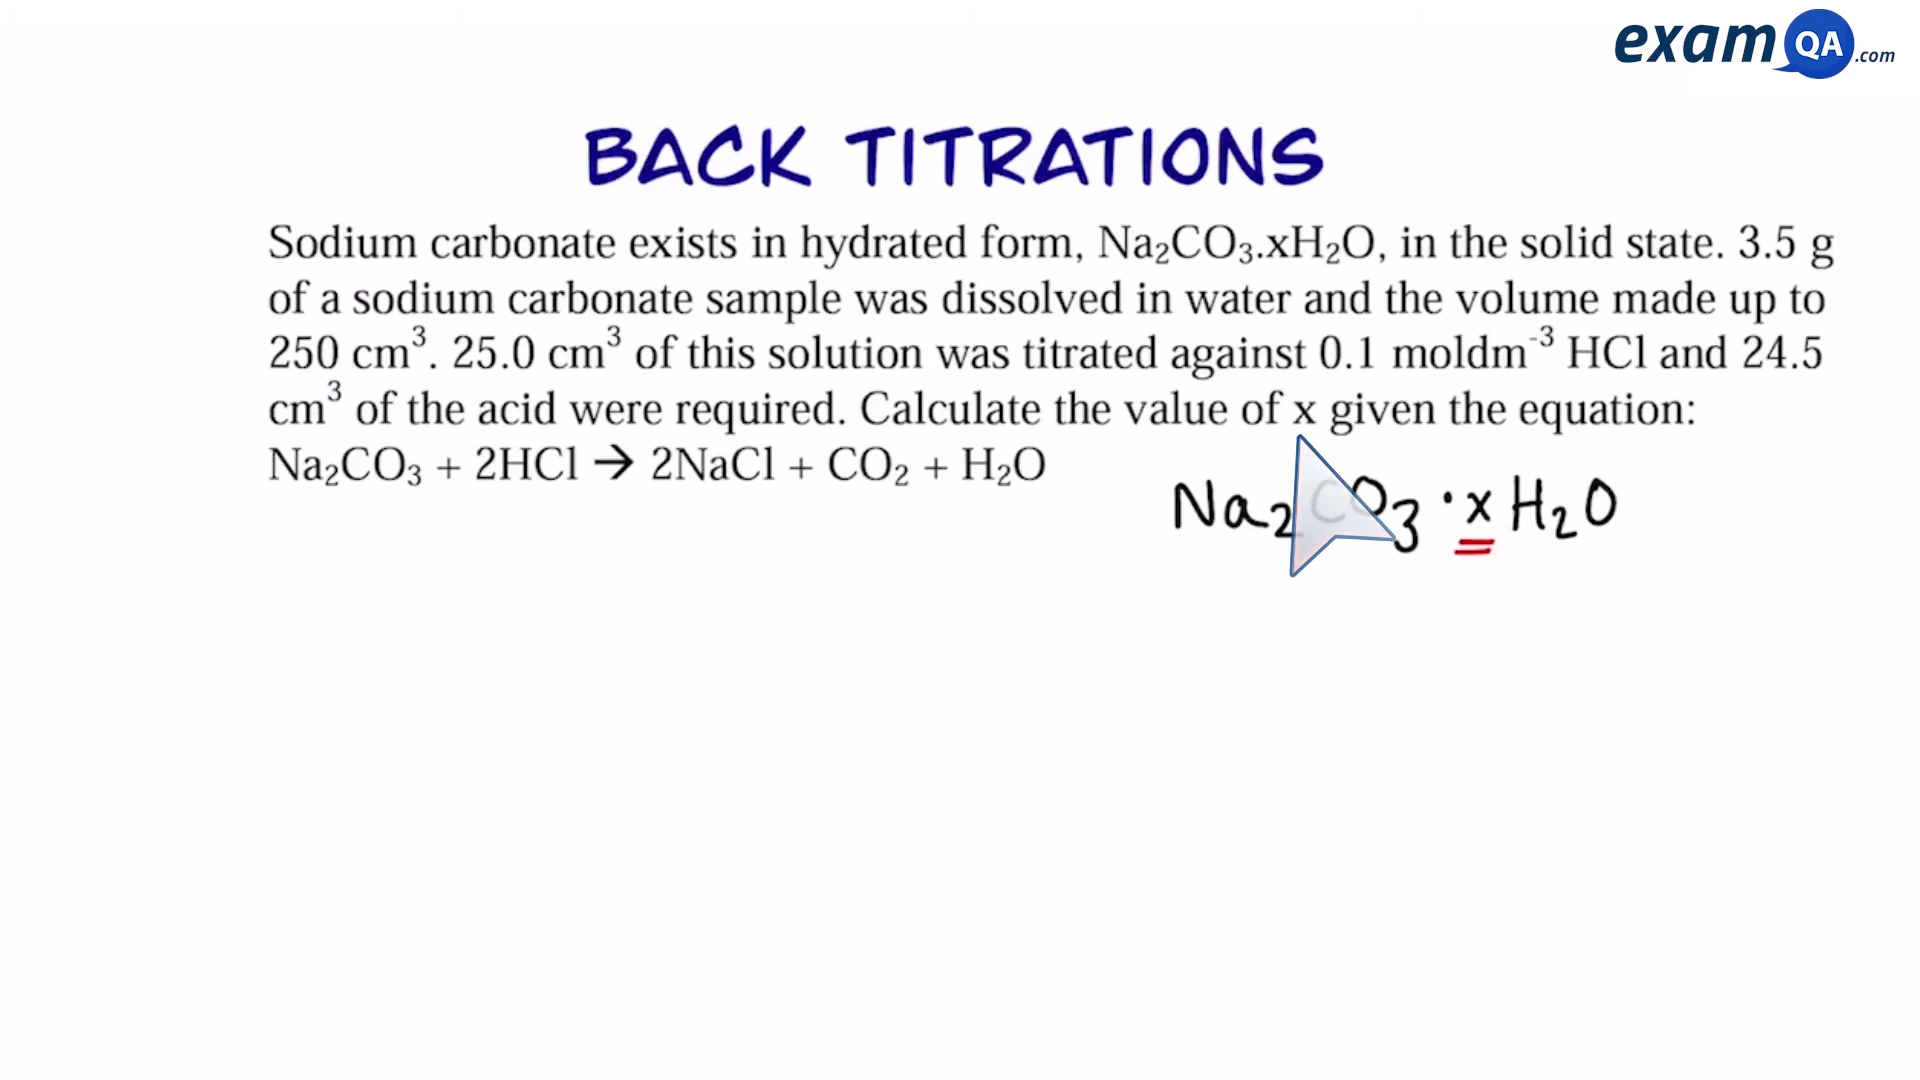 examQA.com
BACK TITRATIONS
Sodium carbonate exists in hydrated form, Na₂CO₃.xH₂O, in the solid state. 3.5 g
of a sodium carbonate sample was dissolved in water and the volume made up to
250 cm³. 25.0 cm³ of this solution was titrated against 0.1 moldm⁻³ HCl and 24.5
cm³ of the acid were required. Calculate the value of x given the equation:
Na₂CO₃ + 2HCl → 2NaCl + CO₂ + H₂O
Na₂CO₃ · x H₂O